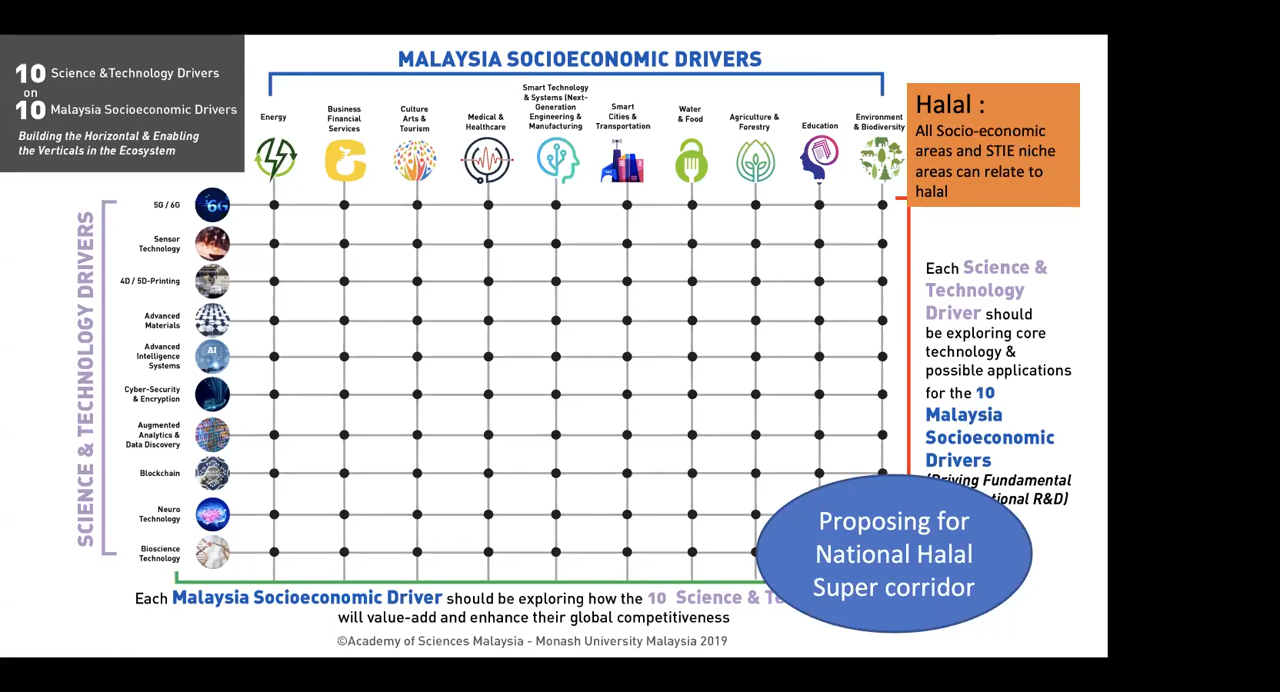 10 Science &Technology Drivers
on
10 Malaysia Socioeconomic Drivers
Building the Horizontal & Enabling
the Verticals in the Ecosystem
MALAYSIA SOCIOECONOMIC DRIVERS
Energy
Business
Financial
Services
Culture
Arts &
Tourism
Medical &
Healthcare
Smart Technology
& Systems (Next-
Generation
Engineering &
Manufacturing
Smart
Cities &
Transportation
Water
& Food
Agriculture &
Forestry
Education
Environment
& Biodiversity
Halal :
All Socio-economic
areas and STIE niche
areas can relate to
halal
SCIENCE & TECHNOLOGY DRIVERS
5G / 6G
6G
Sensor
Technology
4D / 5D-Printing
Advanced
Materials
Advanced
Intelligence
Systems
AI
Cyber-Security
& Encryption
Augmented
Analytics &
Data Discovery
Blockchain
Neuro
Technology
Bioscience
Technology
Each Science &
Technology
Driver should
be exploring core
technology &
possible applications
for the 10
Malaysia
Socioeconomic
Drivers
(Driving Fundamental
R&D)
Proposing for
National Halal
Super corridor
Each Malaysia Socioeconomic Driver should be exploring how the 10 Science &
will value-add and enhance their global competitiveness
©Academy of Sciences Malaysia - Monash University Malaysia 2019